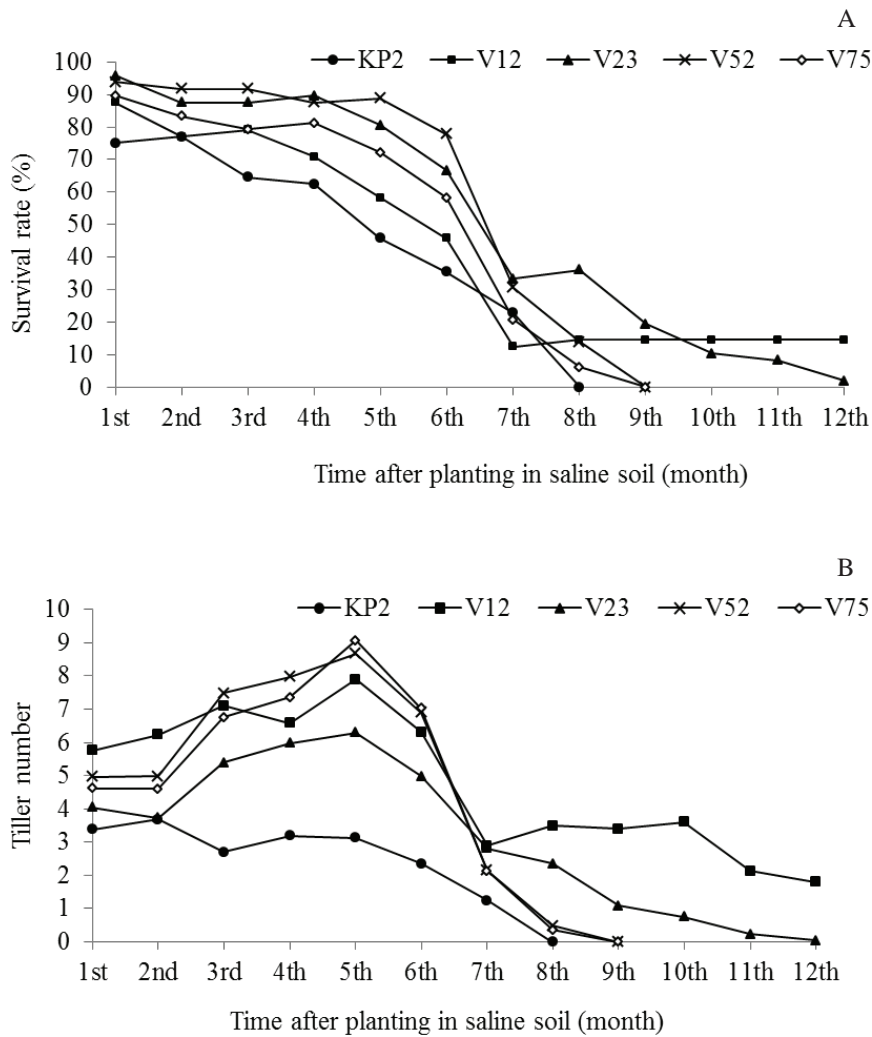 A
KP2 V12 V23 V52 V75
100
90
80
70
60
50
40
30
20
10
0
Survival rate (%)
1st 2nd 3rd 4th 5th 6th 7th 8th 9th 10th 11th 12th
Time after planting in saline soil (month)
B
KP2 V12 V23 V52 V75
10
9
8
7
6
5
4
3
2
1
0
Tiller number
1st 2nd 3rd 4th 5th 6th 7th 8th 9th 10th 11th 12th
Time after planting in saline soil (month)